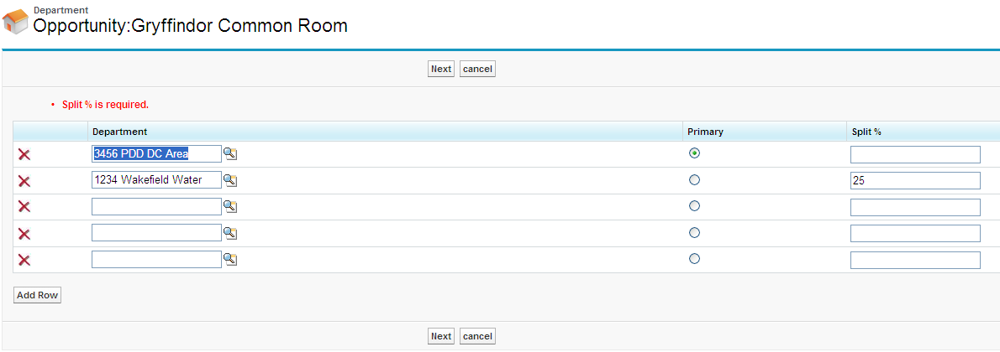 Department
Opportunity:Gryffindor Common Room
Next cancel
• Split % is required.
Department Primary Split %
3456 PDD DC Area
1234 Wakefield Water 25
Add Row
Next cancel